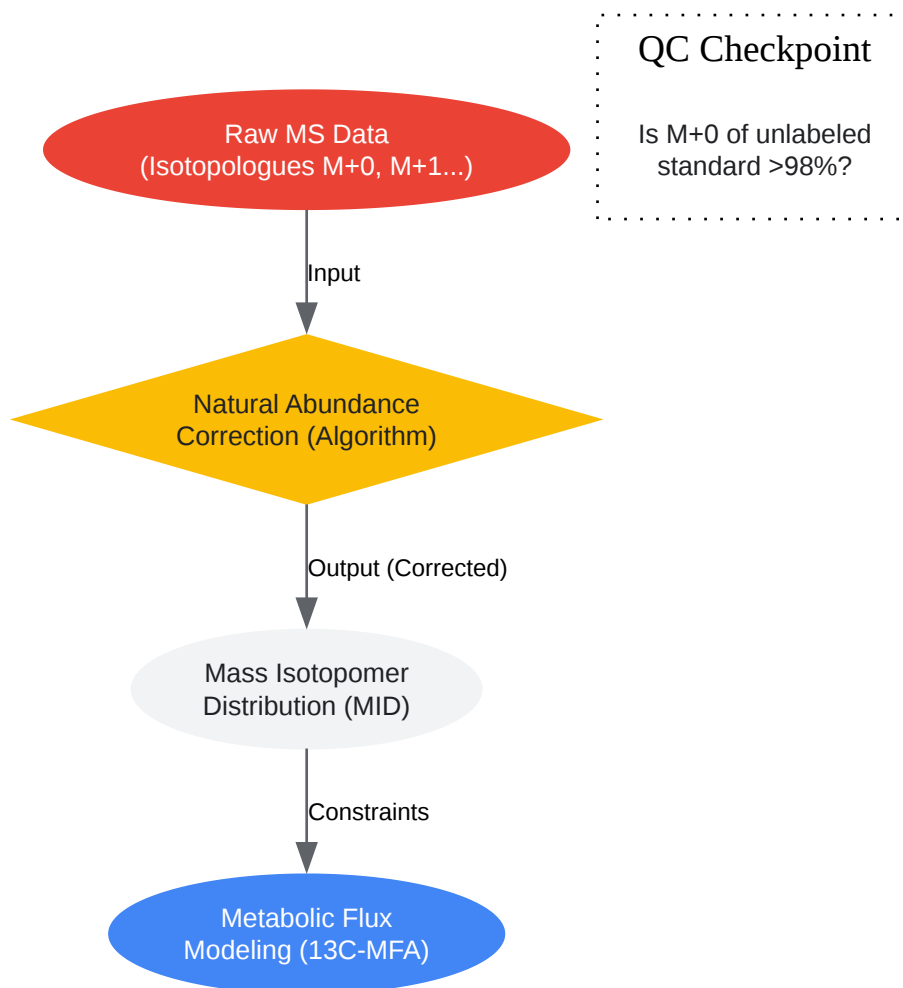 QC Checkpoint
Is M+0 of unlabeled
standard >98%?
Raw MS Data
(Isotopologues M+0, M+1...)
Input
Natural Abundance
Correction (Algorithm)
Output (Corrected)
Mass Isotopomer
Distribution (MID)
Constraints
Metabolic Flux
Modeling (13C-MFA)